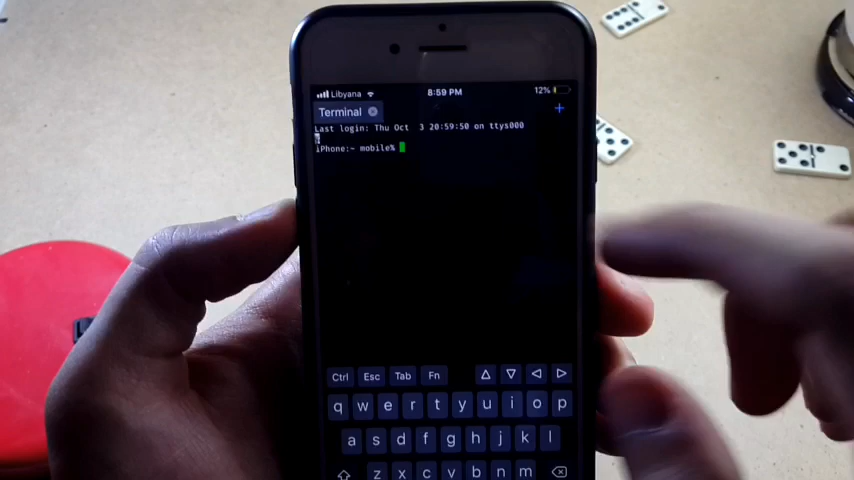 Libyana 8:59 PM 12%
Terminal
Last login: Thu Oct 3 20:59:50 on ttys000
iPhone:~ mobile%
Ctrl Esc Tab Fn
q w e r t y u i o p
a s d f g h j k l
z x c v b n m